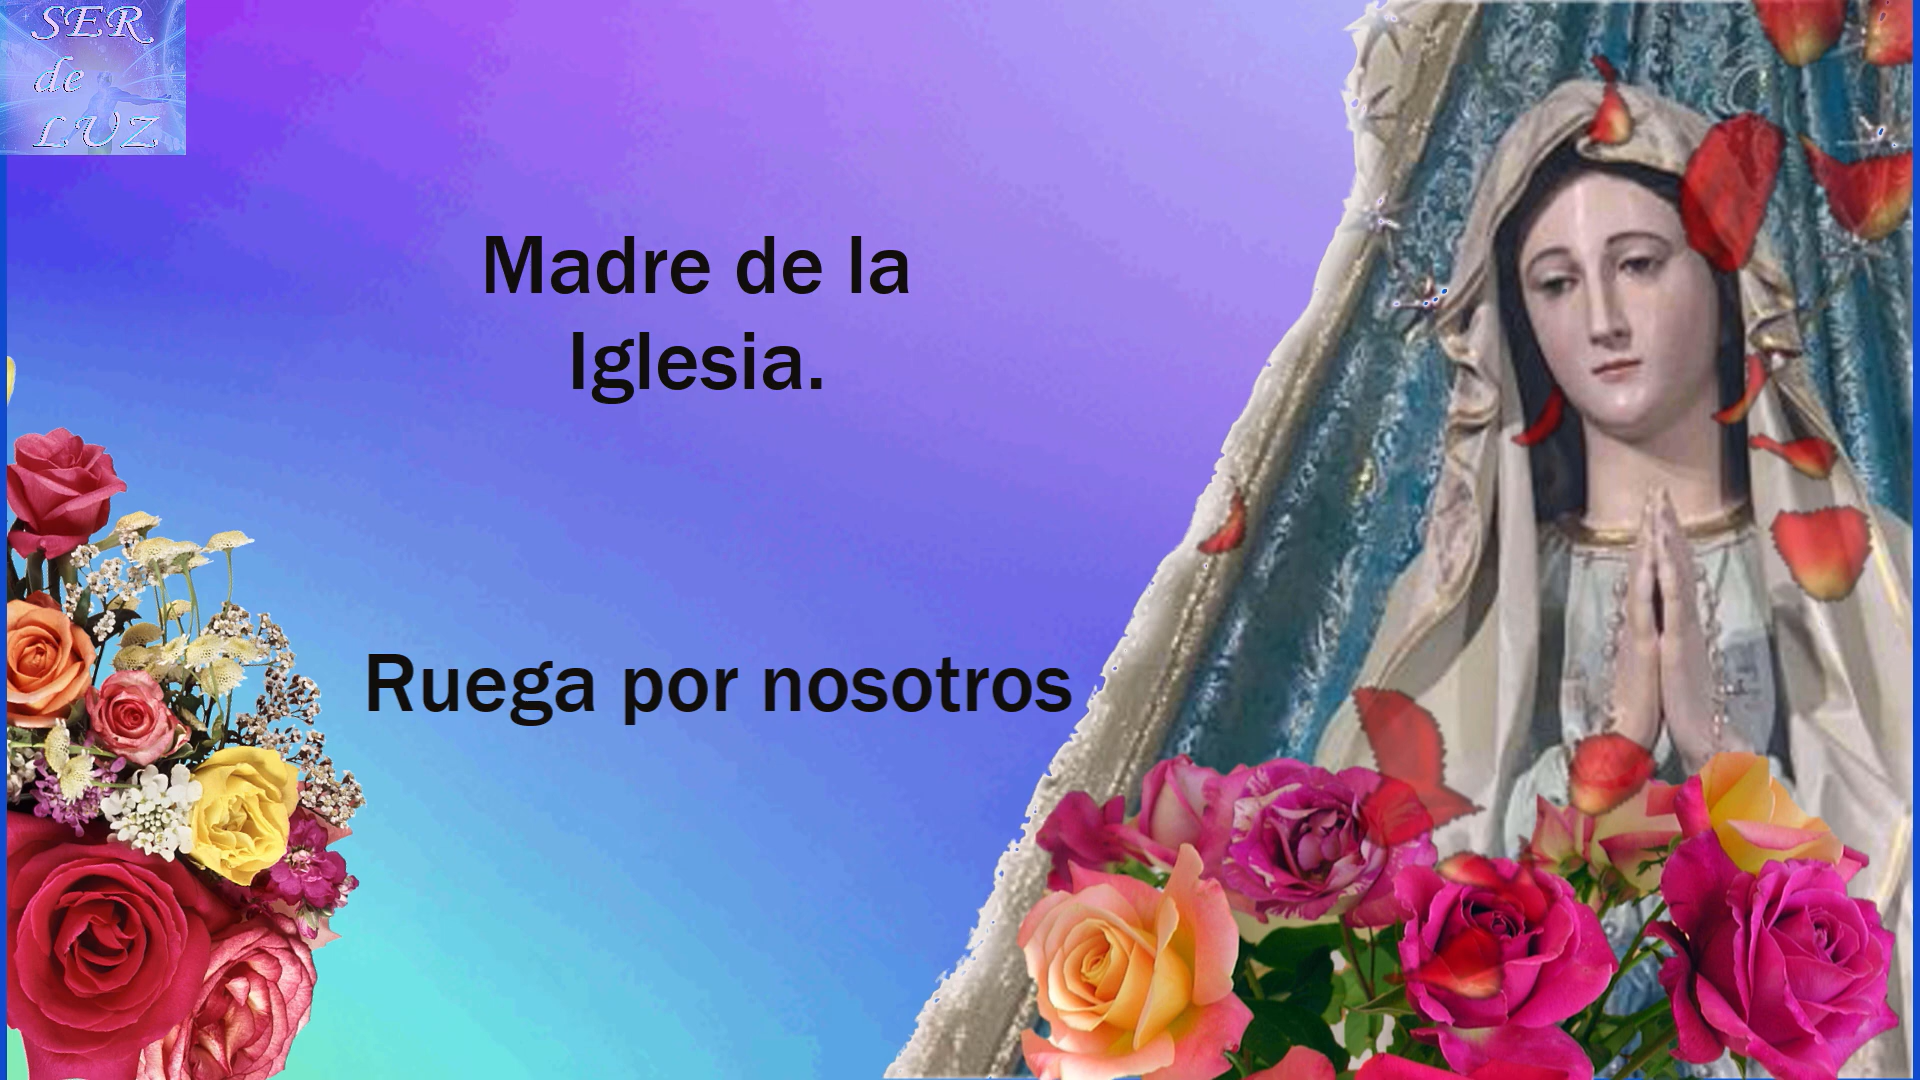 SER
de
LUZ
Madre de la
Iglesia.
Ruega por nosotros